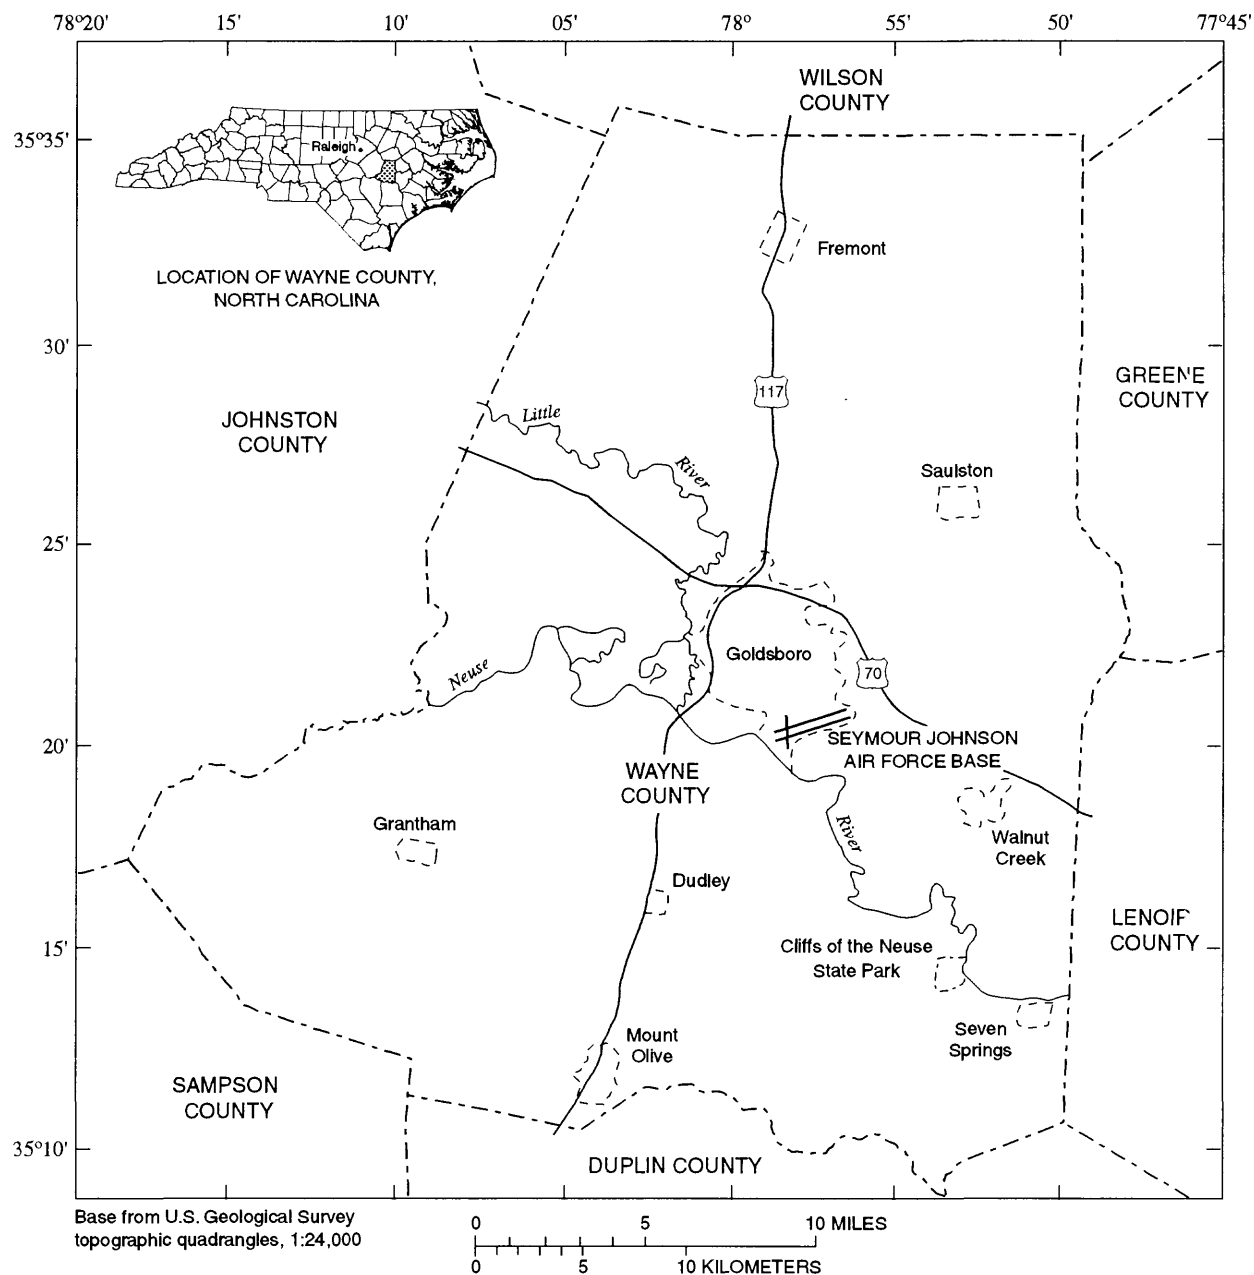 78°20' 15' 10' 05' 78° 55' 50' 77°45'
WILSON
COUNTY
35°35'
Raleigh
Fremont
LOCATION OF WAYNE COUNTY,
NORTH CAROLINA
30'
GREENE
COUNTY
117
JOHNSTON
COUNTY
Little
River
Saulston
25'
Goldsboro
Neuse
70
20'
SEYMOUR JOHNSON
AIR FORCE BASE
WAYNE
COUNTY
Grantham
River
Walnut
Creek
Dudley
LENOIR
COUNTY
15'
Cliffs of the Neuse
State Park
Mount
Olive
Seven
Springs
SAMPSON
COUNTY
35°10'
DUPLIN COUNTY
Base from U.S. Geological Survey
topographic quadrangles, 1:24,000
0 5 10 MILES
0 5 10 KILOMETERS